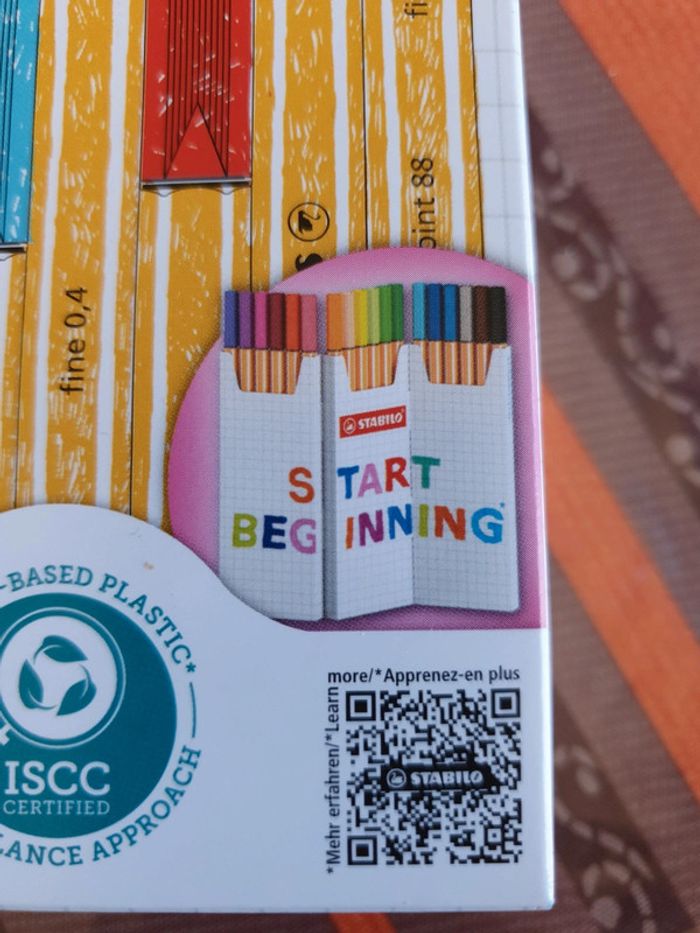 fi
point 88
S
fine 0,4
STABILO
START
BEGINNING*
-BASED PLASTIC*
ISCC
CERTIFIED
LANCE APPROACH
*Mehr erfahren/*Learn more/*Apprenez-en plus
STABILO